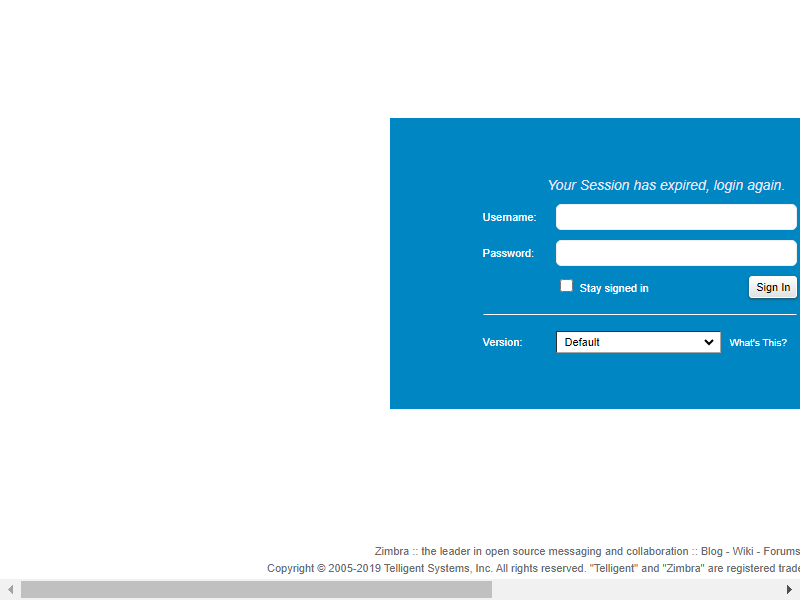 Your Session has expired, login again.
Username:
Password:
Stay signed in
Sign In
Version:
Default
What's This?
Zimbra :: the leader in open source messaging and collaboration :: Blog - Wiki - Forums
Copyright © 2005-2019 Telligent Systems, Inc. All rights reserved. "Telligent" and "Zimbra" are registered trade